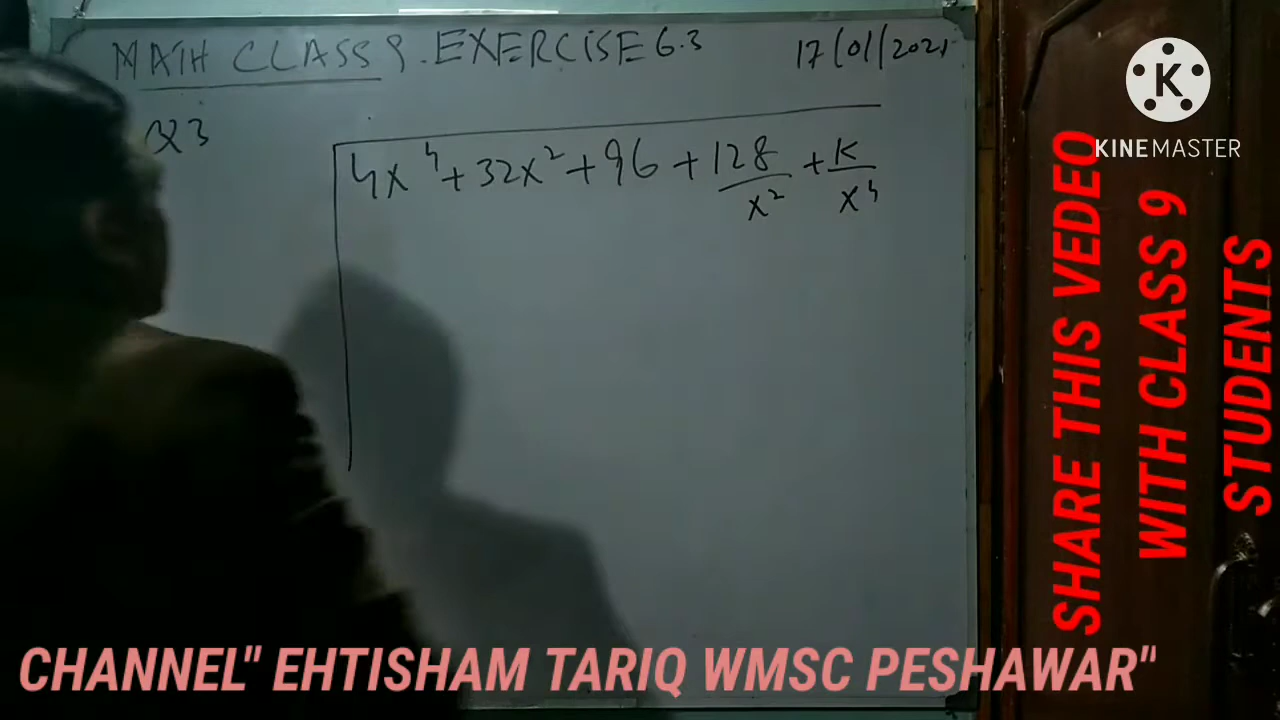 MATH CLASS 9. EXERCISE 6.3 17/01/2021
Q 3
4x⁴ + 32x² + 96 + 128/x² + K/x⁴
K
KINEMASTER
SHARE THIS VEDEO
WITH CLASS 9
STUDENTS
CHANNEL" EHTISHAM TARIQ WMSC PESHAWAR"